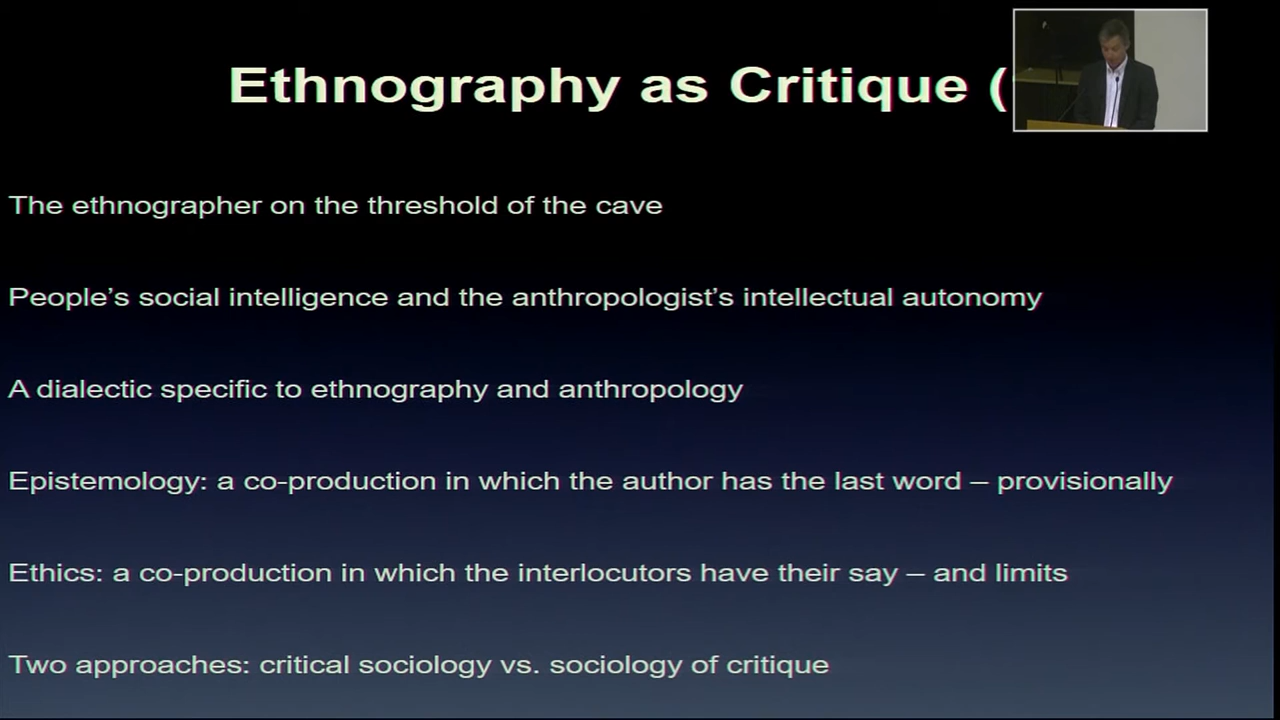 Ethnography as Critique (
The ethnographer on the threshold of the cave
People’s social intelligence and the anthropologist’s intellectual autonomy
A dialectic specific to ethnography and anthropology
Epistemology: a co-production in which the author has the last word – provisionally
Ethics: a co-production in which the interlocutors have their say – and limits
Two approaches: critical sociology vs. sociology of critique